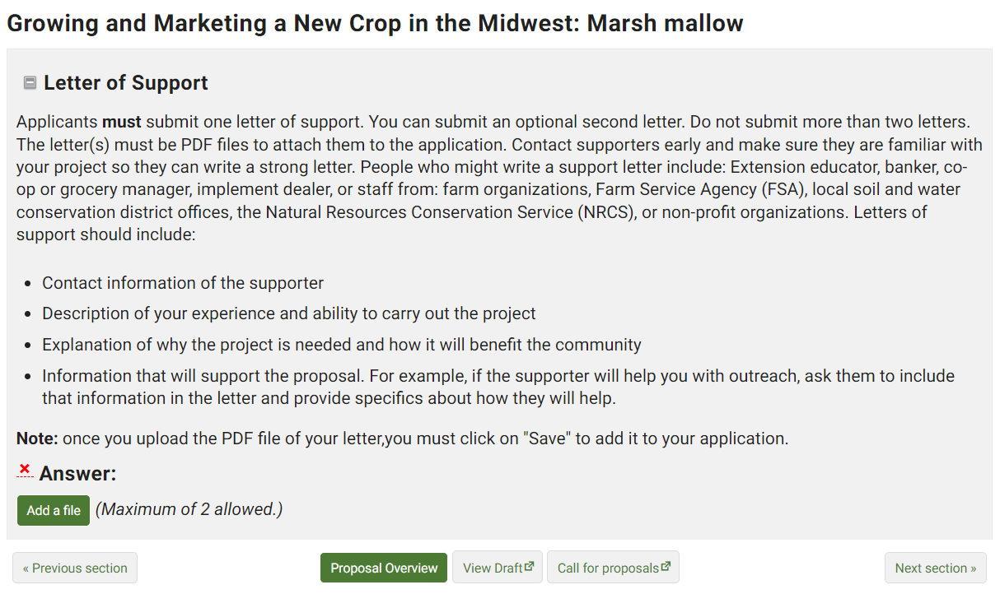 Growing and Marketing a New Crop in the Midwest: Marsh mallow
Letter of Support
Applicants must submit one letter of support. You can submit an optional second letter. Do not submit more than two letters.
The letter(s) must be PDF files to attach them to the application. Contact supporters early and make sure they are familiar with
your project so they can write a strong letter. People who might write a support letter include: Extension educator, banker, co-
op or grocery manager, implement dealer, or staff from: farm organizations, Farm Service Agency (FSA), local soil and water
conservation district offices, the Natural Resources Conservation Service (NRCS), or non-profit organizations. Letters of
support should include:
• Contact information of the supporter
• Description of your experience and ability to carry out the project
• Explanation of why the project is needed and how it will benefit the community
• Information that will support the proposal. For example, if the supporter will help you with outreach, ask them to include
that information in the letter and provide specifics about how they will help.
Note: once you upload the PDF file of your letter,you must click on "Save" to add it to your application.
Answer:
Add a file (Maximum of 2 allowed.)
« Previous section Proposal Overview View Draft Call for proposals Next section »